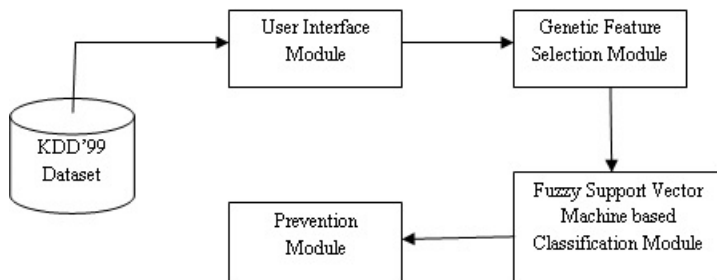 User Interface
Module
Genetic Feature
Selection Module
KDD'99
Dataset
Fuzzy Support Vector
Machine based
Classification Module
Prevention
Module